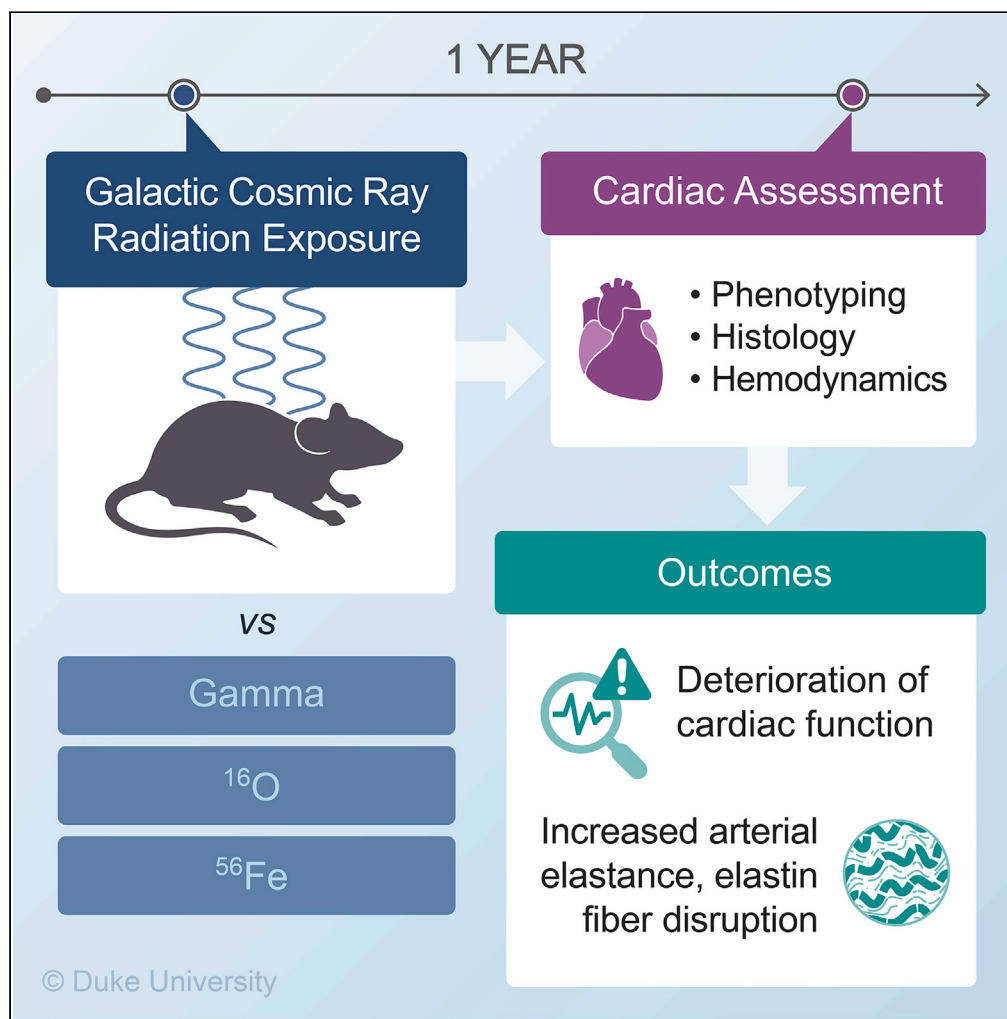 1 YEAR
Galactic Cosmic Ray
Radiation Exposure
vs
Gamma
¹⁶O
⁵⁶Fe
Cardiac Assessment
• Phenotyping
• Histology
• Hemodynamics
Outcomes
Deterioration of
cardiac function
Increased arterial
elastance, elastin
fiber disruption
© Duke University